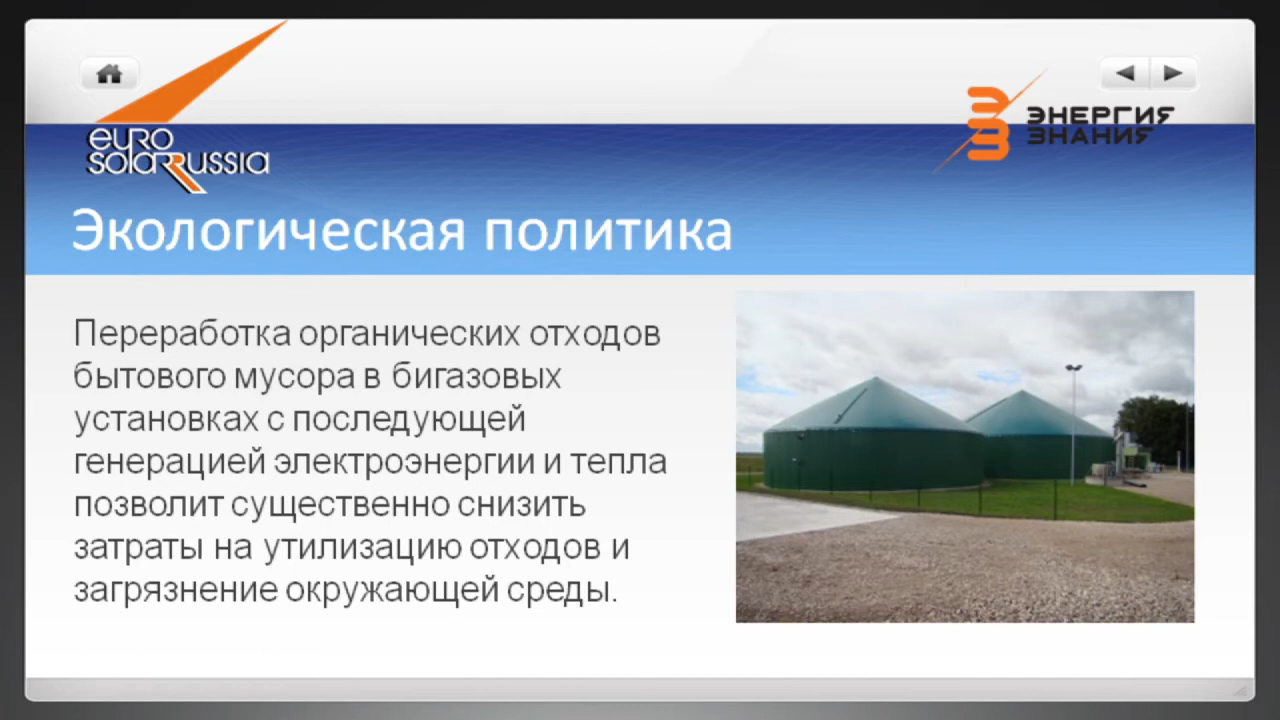 EURO
SOLARRUSSIA
ЭНЕРГИЯ
ЗНАНИЯ
Экологическая политика
Переработка органических отходов
бытового мусора в бигазовых
установках с последующей
генерацией электроэнергии и тепла
позволит существенно снизить
затраты на утилизацию отходов и
загрязнение окружающей среды.